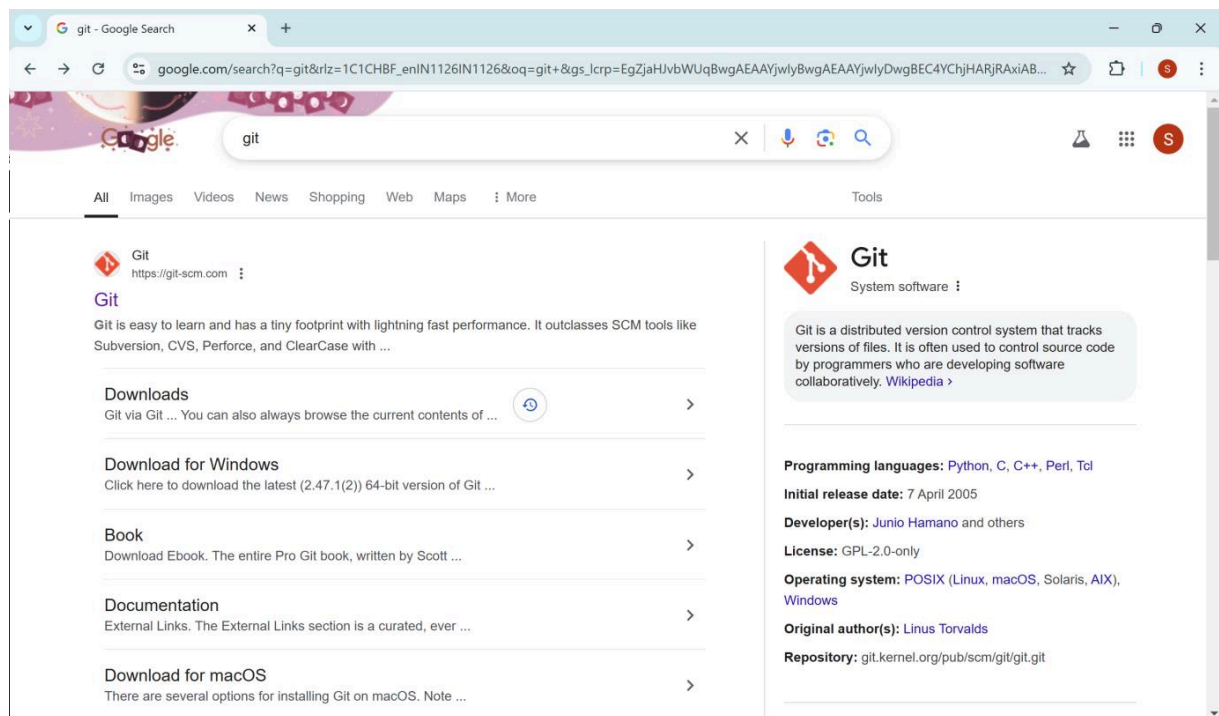 git - Google Search
google.com/search?q=git&rlz=1C1CHBF_enIN1126IN1126&oq=git+&gs_lcrp=EgZjaHJvbWUqBwgAEAAYjwIyBwgAEAAYjwIyDwgBEC4YChjHARjRAxiAB...
S
Google
git
S
All Images Videos News Shopping Web Maps More Tools
Git
https://git-scm.com
Git
Git is easy to learn and has a tiny footprint with lightning fast performance. It outclasses SCM tools like
Subversion, CVS, Perforce, and ClearCase with ...
Downloads
Git via Git ... You can also always browse the current contents of ...
Download for Windows
Click here to download the latest (2.47.1(2)) 64-bit version of Git ...
Book
Download Ebook. The entire Pro Git book, written by Scott ...
Documentation
External Links. The External Links section is a curated, ever ...
Download for macOS
There are several options for installing Git on macOS. Note ...
Git
System software
Git is a distributed version control system that tracks
versions of files. It is often used to control source code
by programmers who are developing software
collaboratively. Wikipedia >
Programming languages: Python, C, C++, Perl, Tcl
Initial release date: 7 April 2005
Developer(s): Junio Hamano and others
License: GPL-2.0-only
Operating system: POSIX (Linux, macOS, Solaris, AIX),
Windows
Original author(s): Linus Torvalds
Repository: git.kernel.org/pub/scm/git/git.git